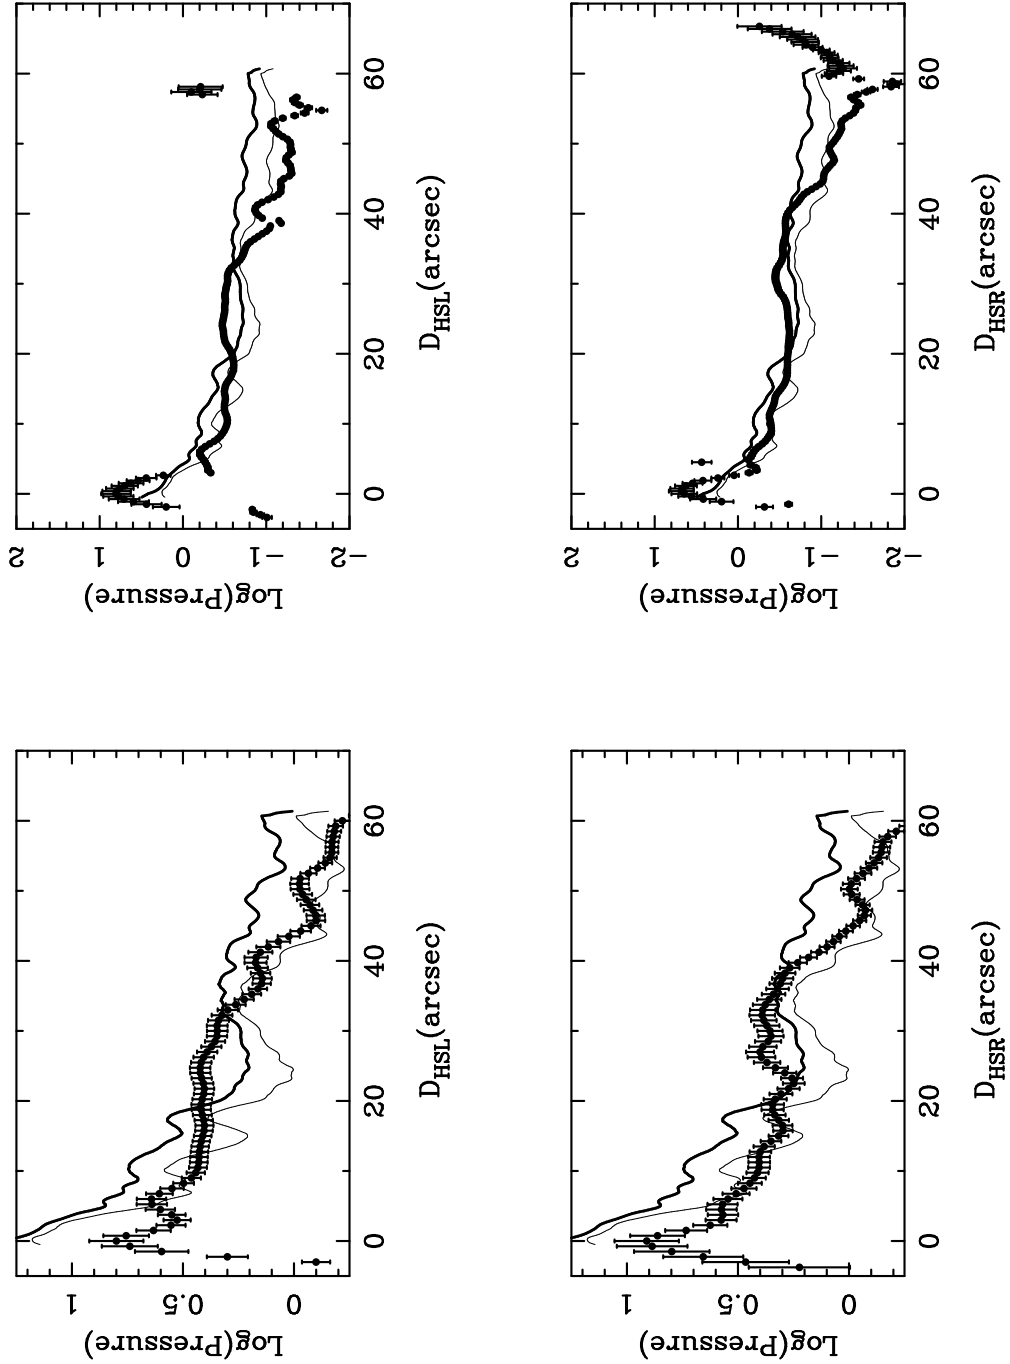 2 1 0 −1 −2
Log(Pressure)
0 20 40 60
D_HSL(arcsec)
2 1 0 −1 −2
Log(Pressure)
0 20 40 60
D_HSR(arcsec)
1 0.5 0
Log(Pressure)
0 20 40 60
D_HSL(arcsec)
1 0.5 0
Log(Pressure)
0 20 40 60
D_HSR(arcsec)